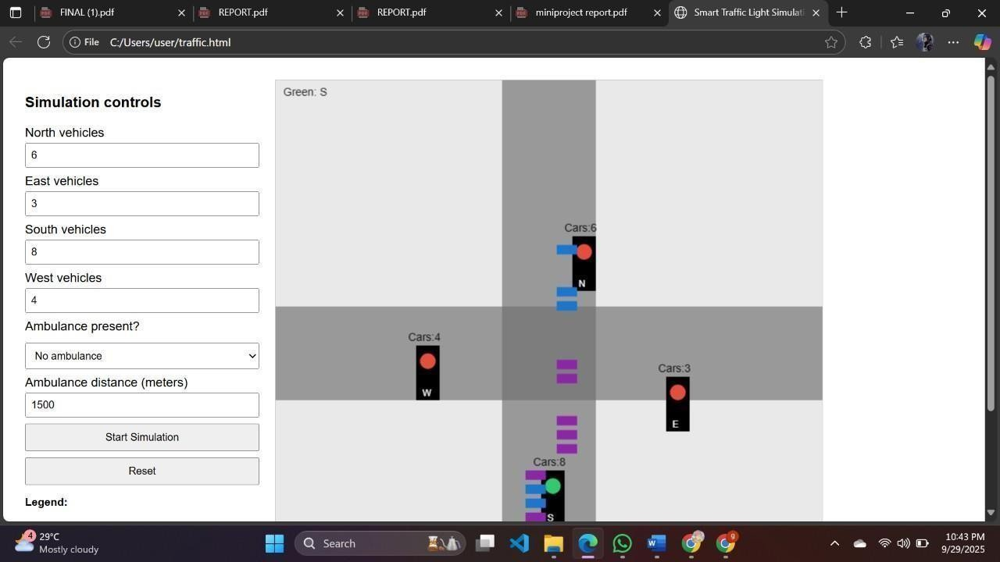 FINAL (1).pdf
REPORT.pdf
REPORT.pdf
miniproject report.pdf
Smart Traffic Light Simulati
File C:/Users/user/traffic.html
Simulation controls
North vehicles
6
East vehicles
3
South vehicles
8
West vehicles
4
Ambulance present?
No ambulance
Ambulance distance (meters)
1500
Start Simulation
Reset
Legend:
Green: S
Cars:6
N
Cars:4
W
Cars:3
E
Cars:8
S
4
29°C
Mostly cloudy
Search
9
10:43 PM
9/29/2025